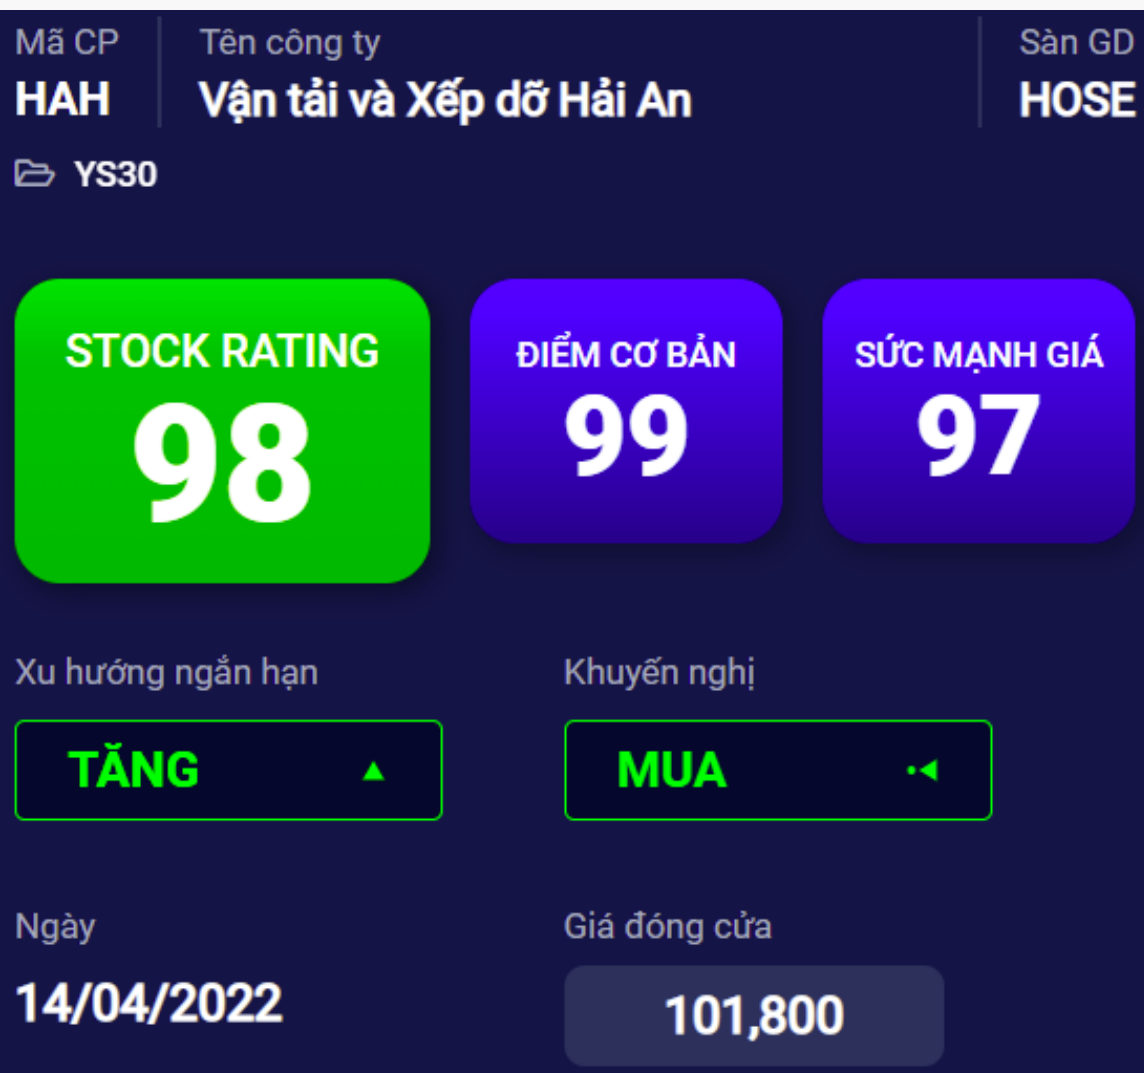 Mã CP
HAH
Tên công ty
Vận tải và Xếp dỡ Hải An
Sàn GD
HOSE
YS30
STOCK RATING
98
ĐIỂM CƠ BẢN
99
SỨC MẠNH GIÁ
97
Xu hướng ngắn hạn
TĂNG
Khuyến nghị
MUA
Ngày
14/04/2022
Giá đóng cửa
101,800